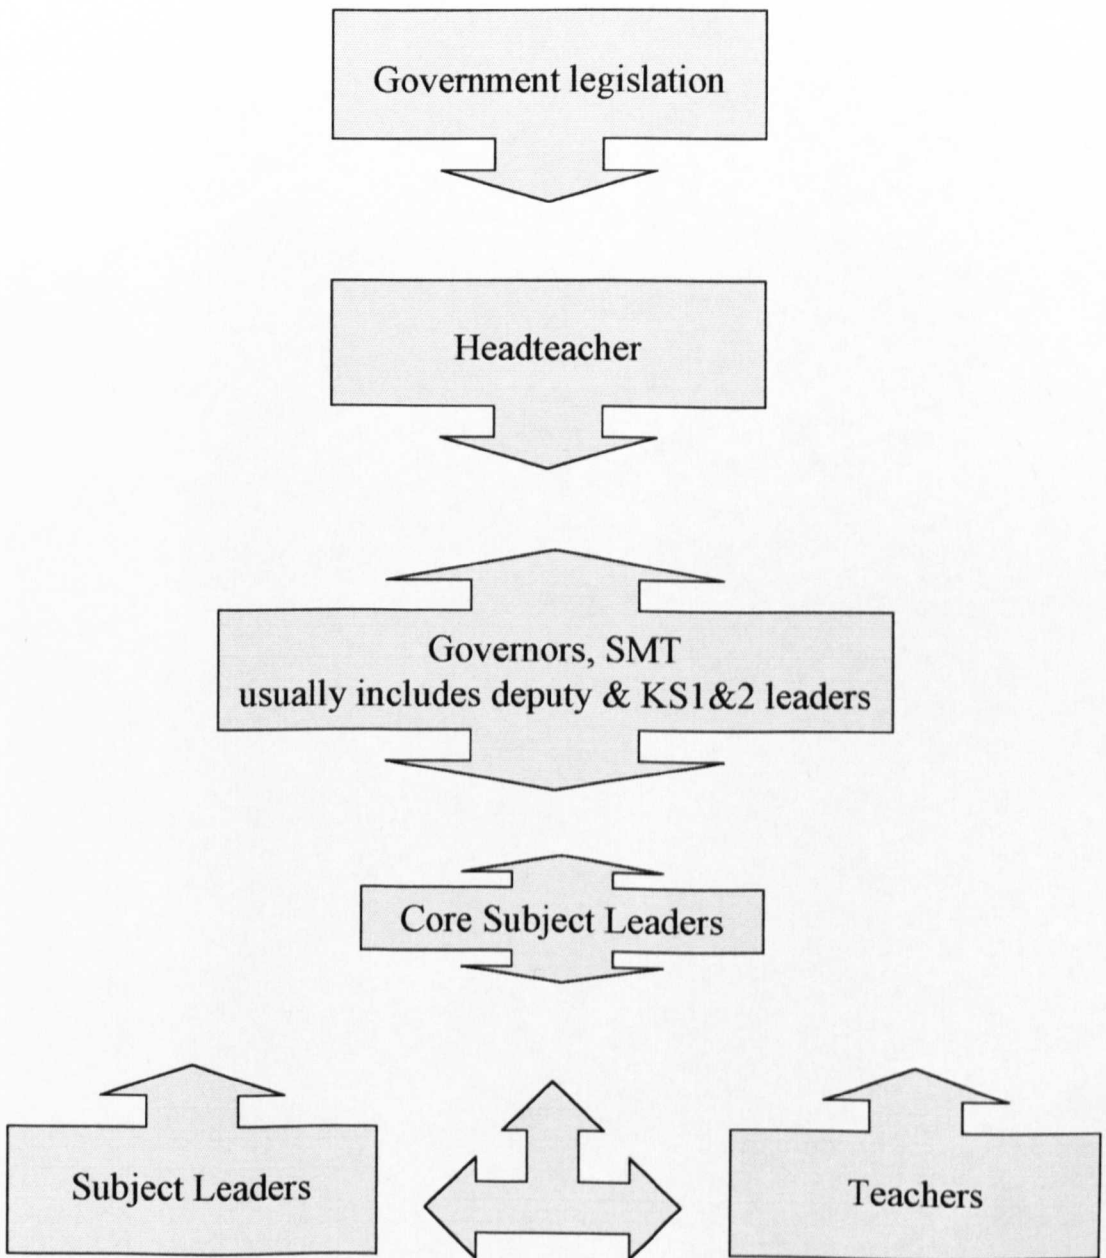 Government legislation
Headteacher
Governors, SMT
usually includes deputy & KS1&2 leaders
Core Subject Leaders
Subject Leaders
Teachers